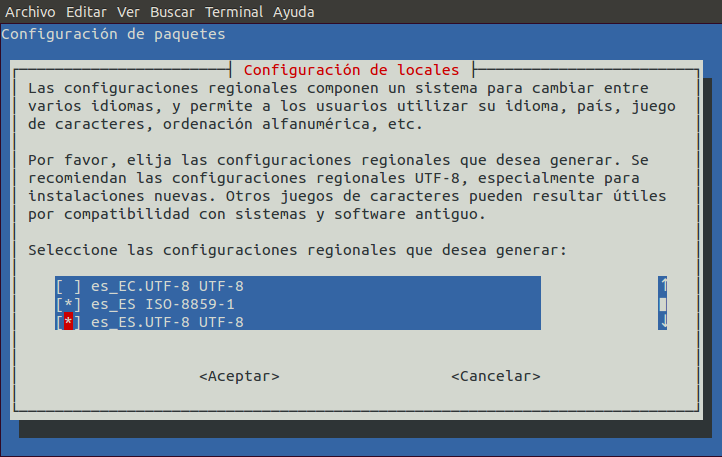 Archivo Editar Ver Buscar Terminal Ayuda
Configuración de paquetes
Configuración de locales
Las configuraciones regionales componen un sistema para cambiar entre
varios idiomas, y permite a los usuarios utilizar su idioma, país, juego
de caracteres, ordenación alfanumérica, etc.
Por favor, elija las configuraciones regionales que desea generar. Se
recomiendan las configuraciones regionales UTF-8, especialmente para
instalaciones nuevas. Otros juegos de caracteres pueden resultar útiles
por compatibilidad con sistemas y software antiguo.
Seleccione las configuraciones regionales que desea generar:
[ ] es_EC.UTF-8 UTF-8
[*] es_ES ISO-8859-1
[*] es_ES.UTF-8 UTF-8
<Aceptar> <Cancelar>